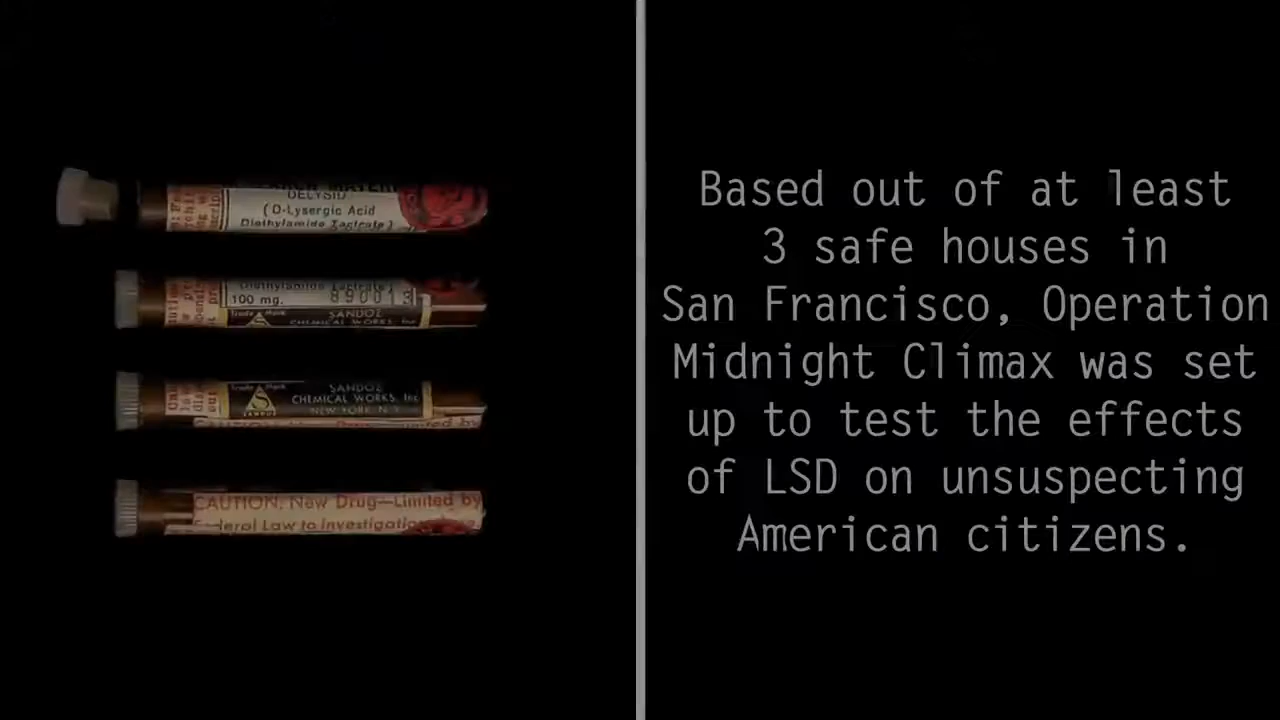 DELYSID
(D-Lysergic Acid
Diethylamide Tartrate)
Diethylamide Tartrate)
100 mg. 89001
Trade Mark SANDOZ
CHEMICAL WORKS, Inc
Trade Mark SANDOZ
CHEMICAL WORKS, Inc
SANDOZ NEW YORK, N.Y.
CAUTION: New Drug—Limited by
Law to investigation
Based out of at least
3 safe houses in
San Francisco, Operation
Midnight Climax was set
up to test the effects
of LSD on unsuspecting
American citizens.